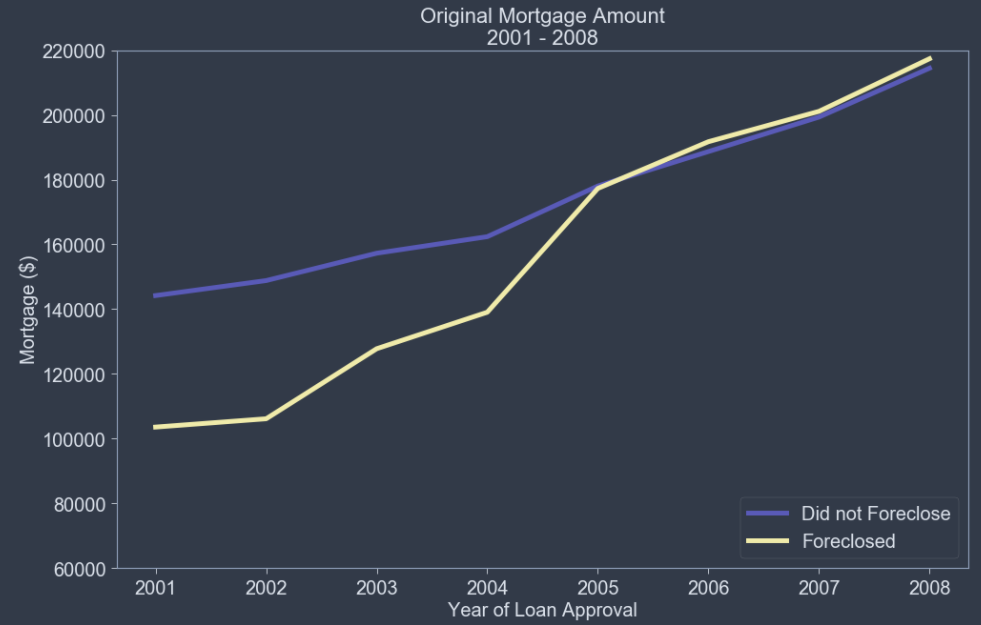 Original Mortgage Amount
2001 - 2008
220000
200000
180000
160000
140000
120000
100000
80000
60000
Mortgage ($)
2001 2002 2003 2004 2005 2006 2007 2008
Year of Loan Approval
Did not Foreclose
Foreclosed